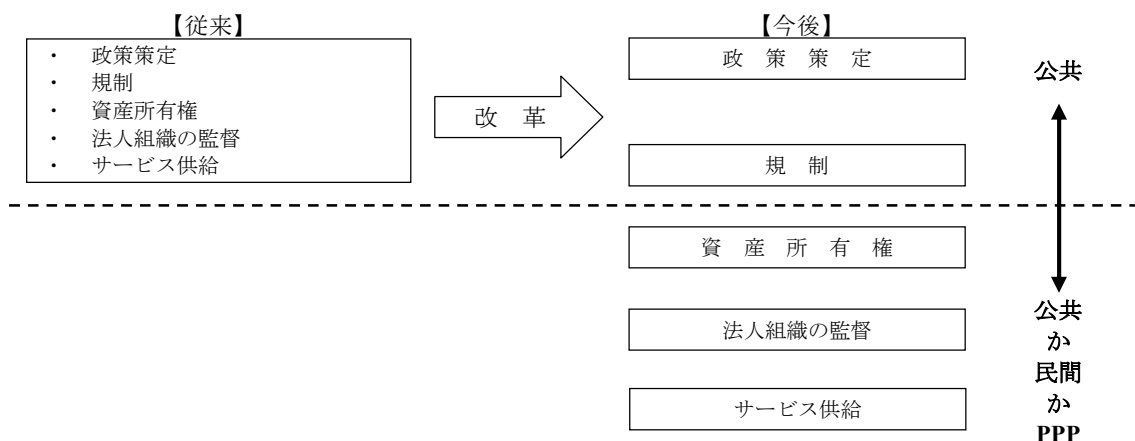 【従来】
・ 政策策定
・ 規制
・ 資産所有権
・ 法人組織の監督
・ サービス供給
改 革
【今後】
政 策 策 定
規 制
資 産 所 有 権
法人組織の監督
サービス供給
公共
公共
か
民間
か
PPP